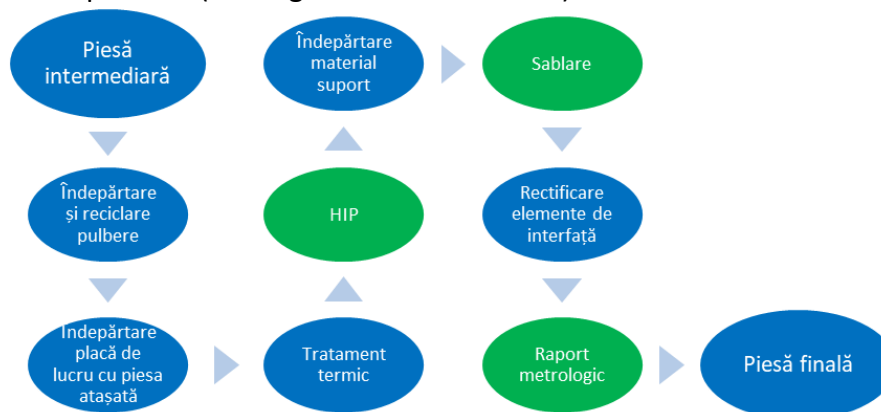 Piesă
intermediară
Îndepărtare
și reciclare
pulbere
Îndepărtare
placă de
lucru cu piesa
atașată
Tratament
termic
HIP
Îndepărtare
material
suport
Sablare
Rectificare
elemente de
interfață
Raport
metrologic
Piesă finală